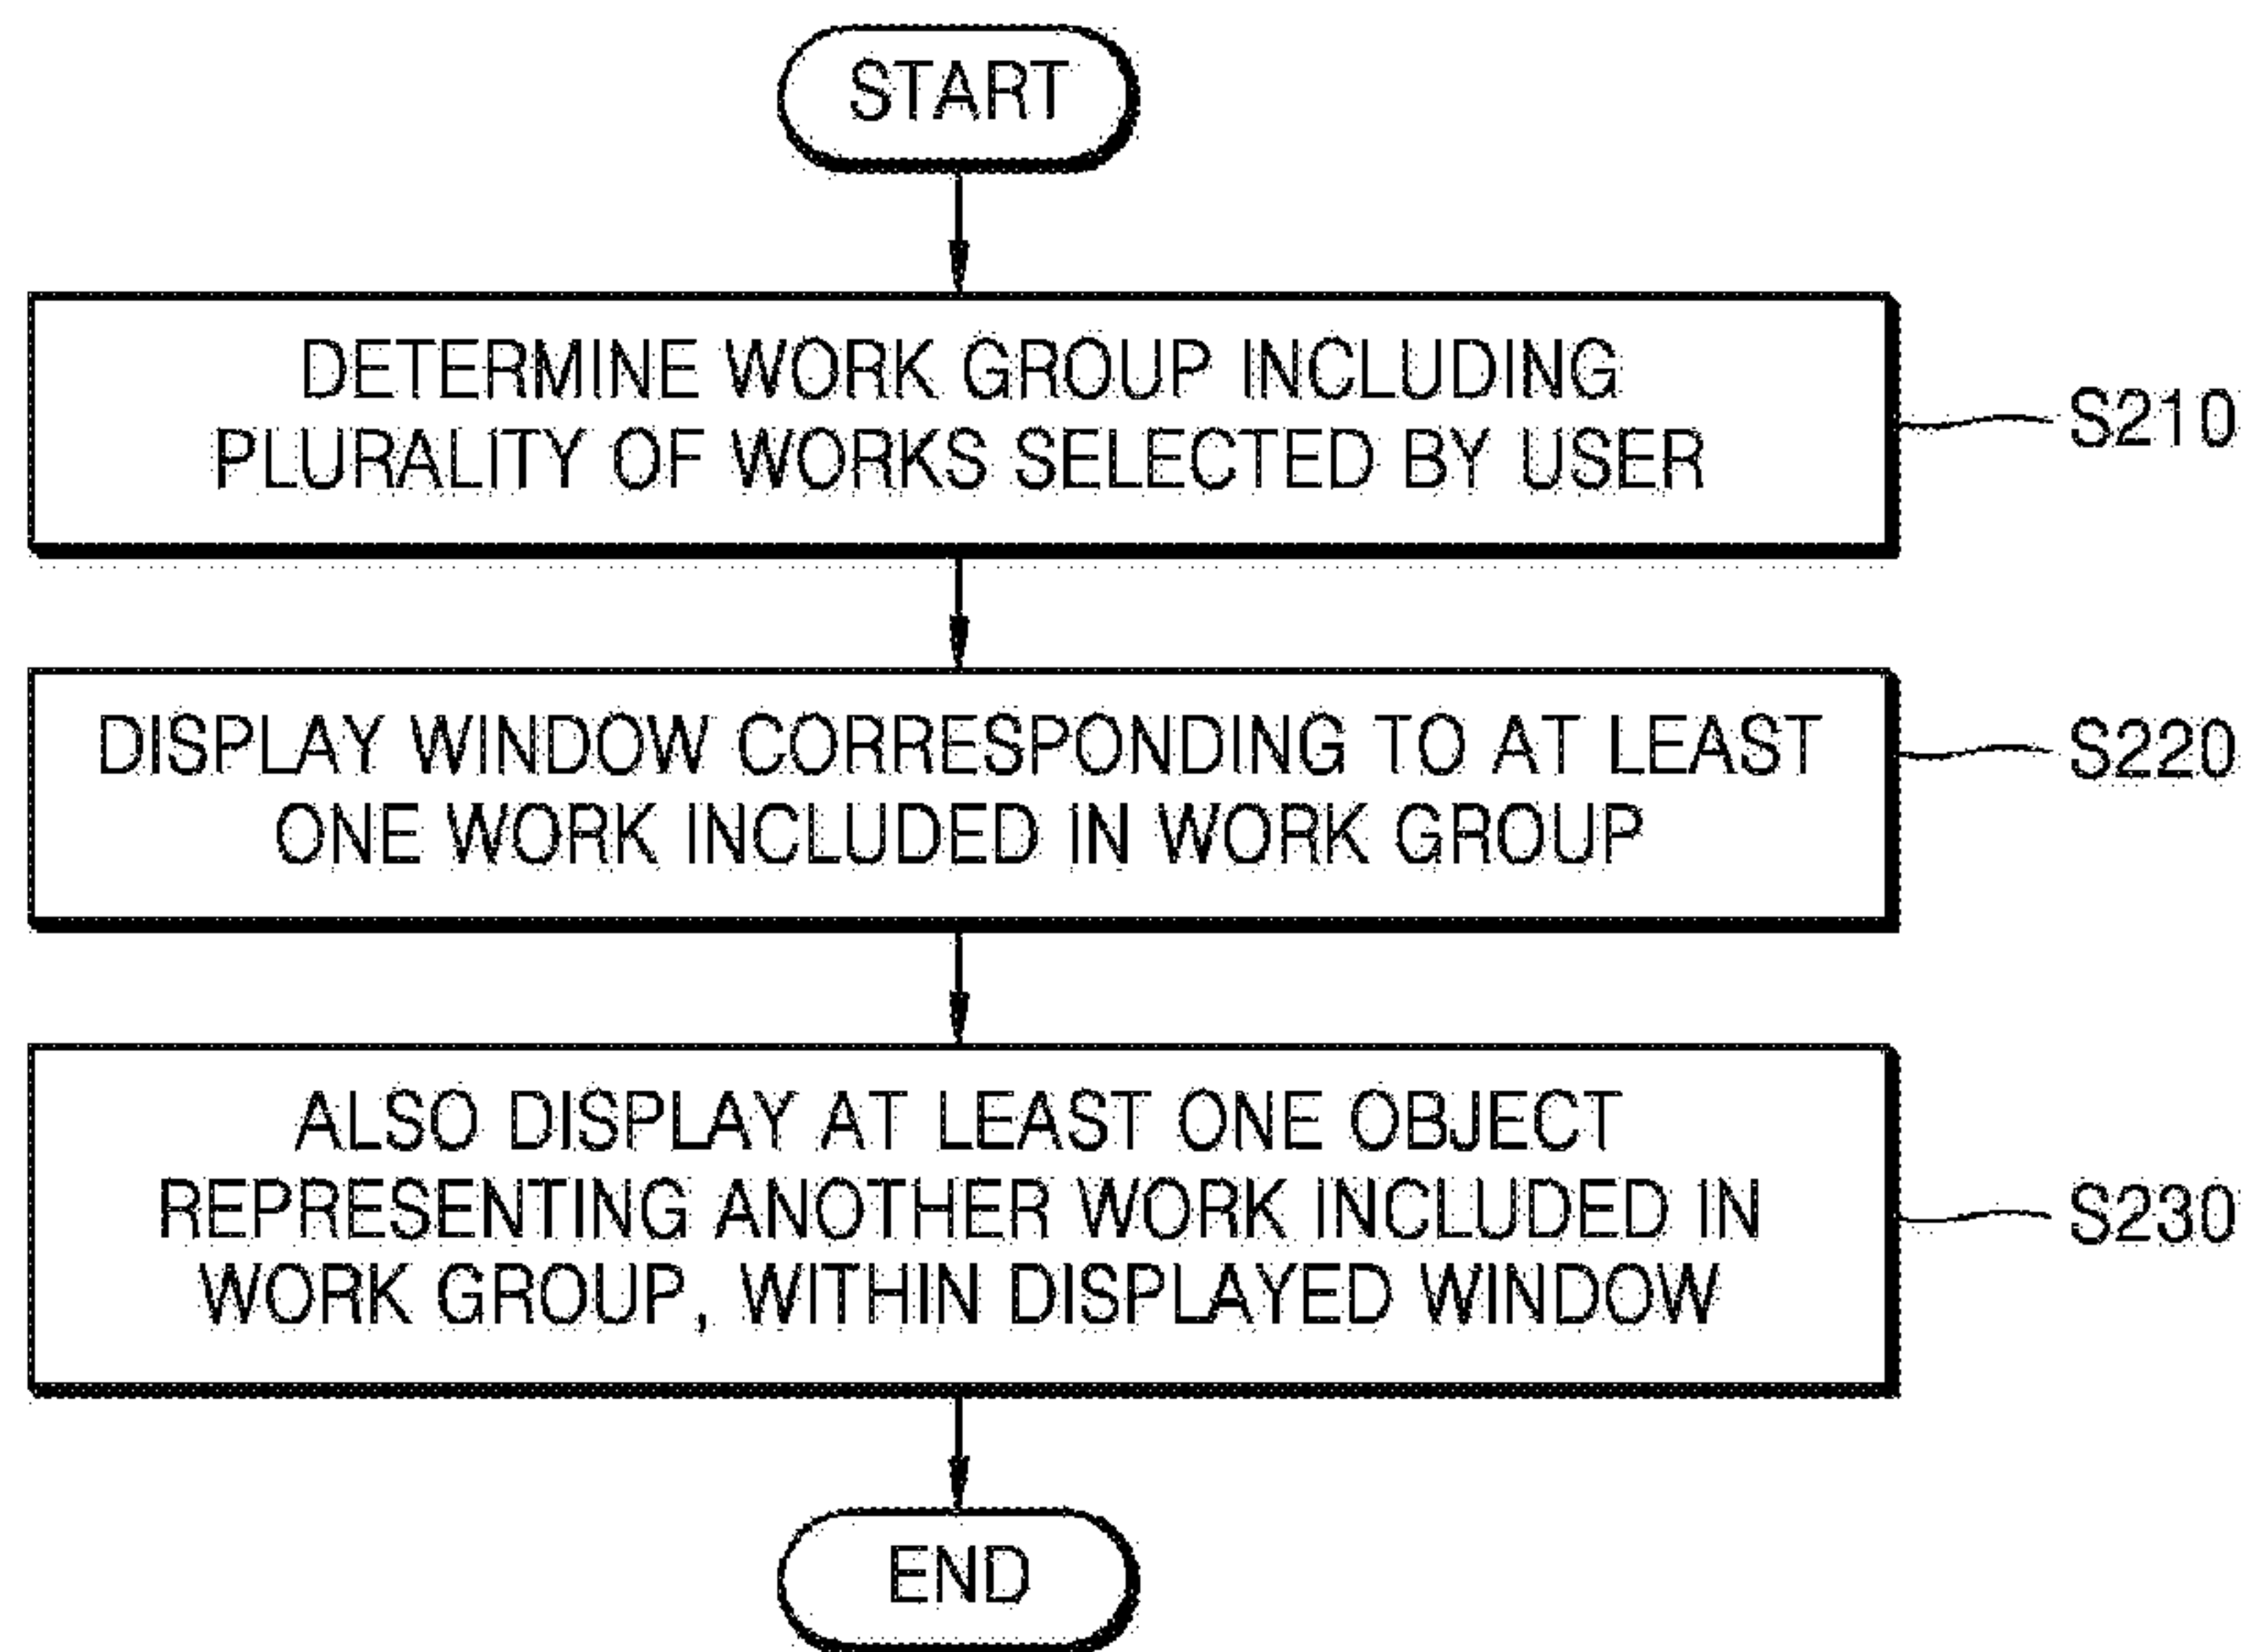 START
DETERMINE WORK GROUP INCLUDING
PLURALITY OF WORKS SELECTED BY USER
S210
DISPLAY WINDOW CORRESPONDING TO AT LEAST
ONE WORK INCLUDED IN WORK GROUP
S220
ALSO DISPLAY AT LEAST ONE OBJECT
REPRESENTING ANOTHER WORK INCLUDED IN
WORK GROUP, WITHIN DISPLAYED WINDOW
S230
END